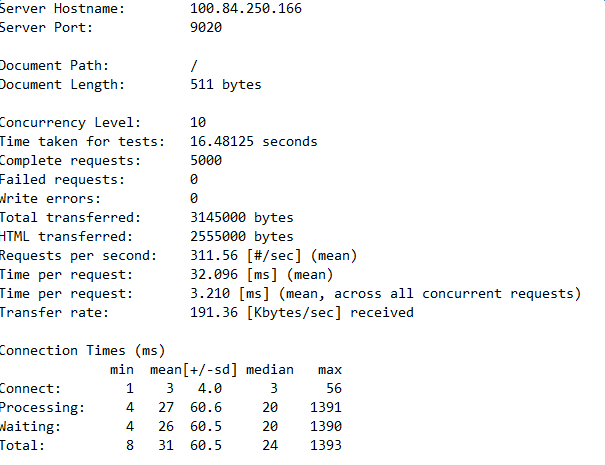 Server Hostname: 100.84.250.166
Server Port: 9020
Document Path: /
Document Length: 511 bytes
Concurrency Level: 10
Time taken for tests: 16.48125 seconds
Complete requests: 5000
Failed requests: 0
Write errors: 0
Total transferred: 3145000 bytes
HTML transferred: 2555000 bytes
Requests per second: 311.56 [#/sec] (mean)
Time per request: 32.096 [ms] (mean)
Time per request: 3.210 [ms] (mean, across all concurrent requests)
Transfer rate: 191.36 [Kbytes/sec] received
Connection Times (ms)
min mean[+/-sd] median max
Connect: 1 3 4.0 3 56
Processing: 4 27 60.6 20 1391
Waiting: 4 26 60.5 20 1390
Total: 8 31 60.5 24 1393